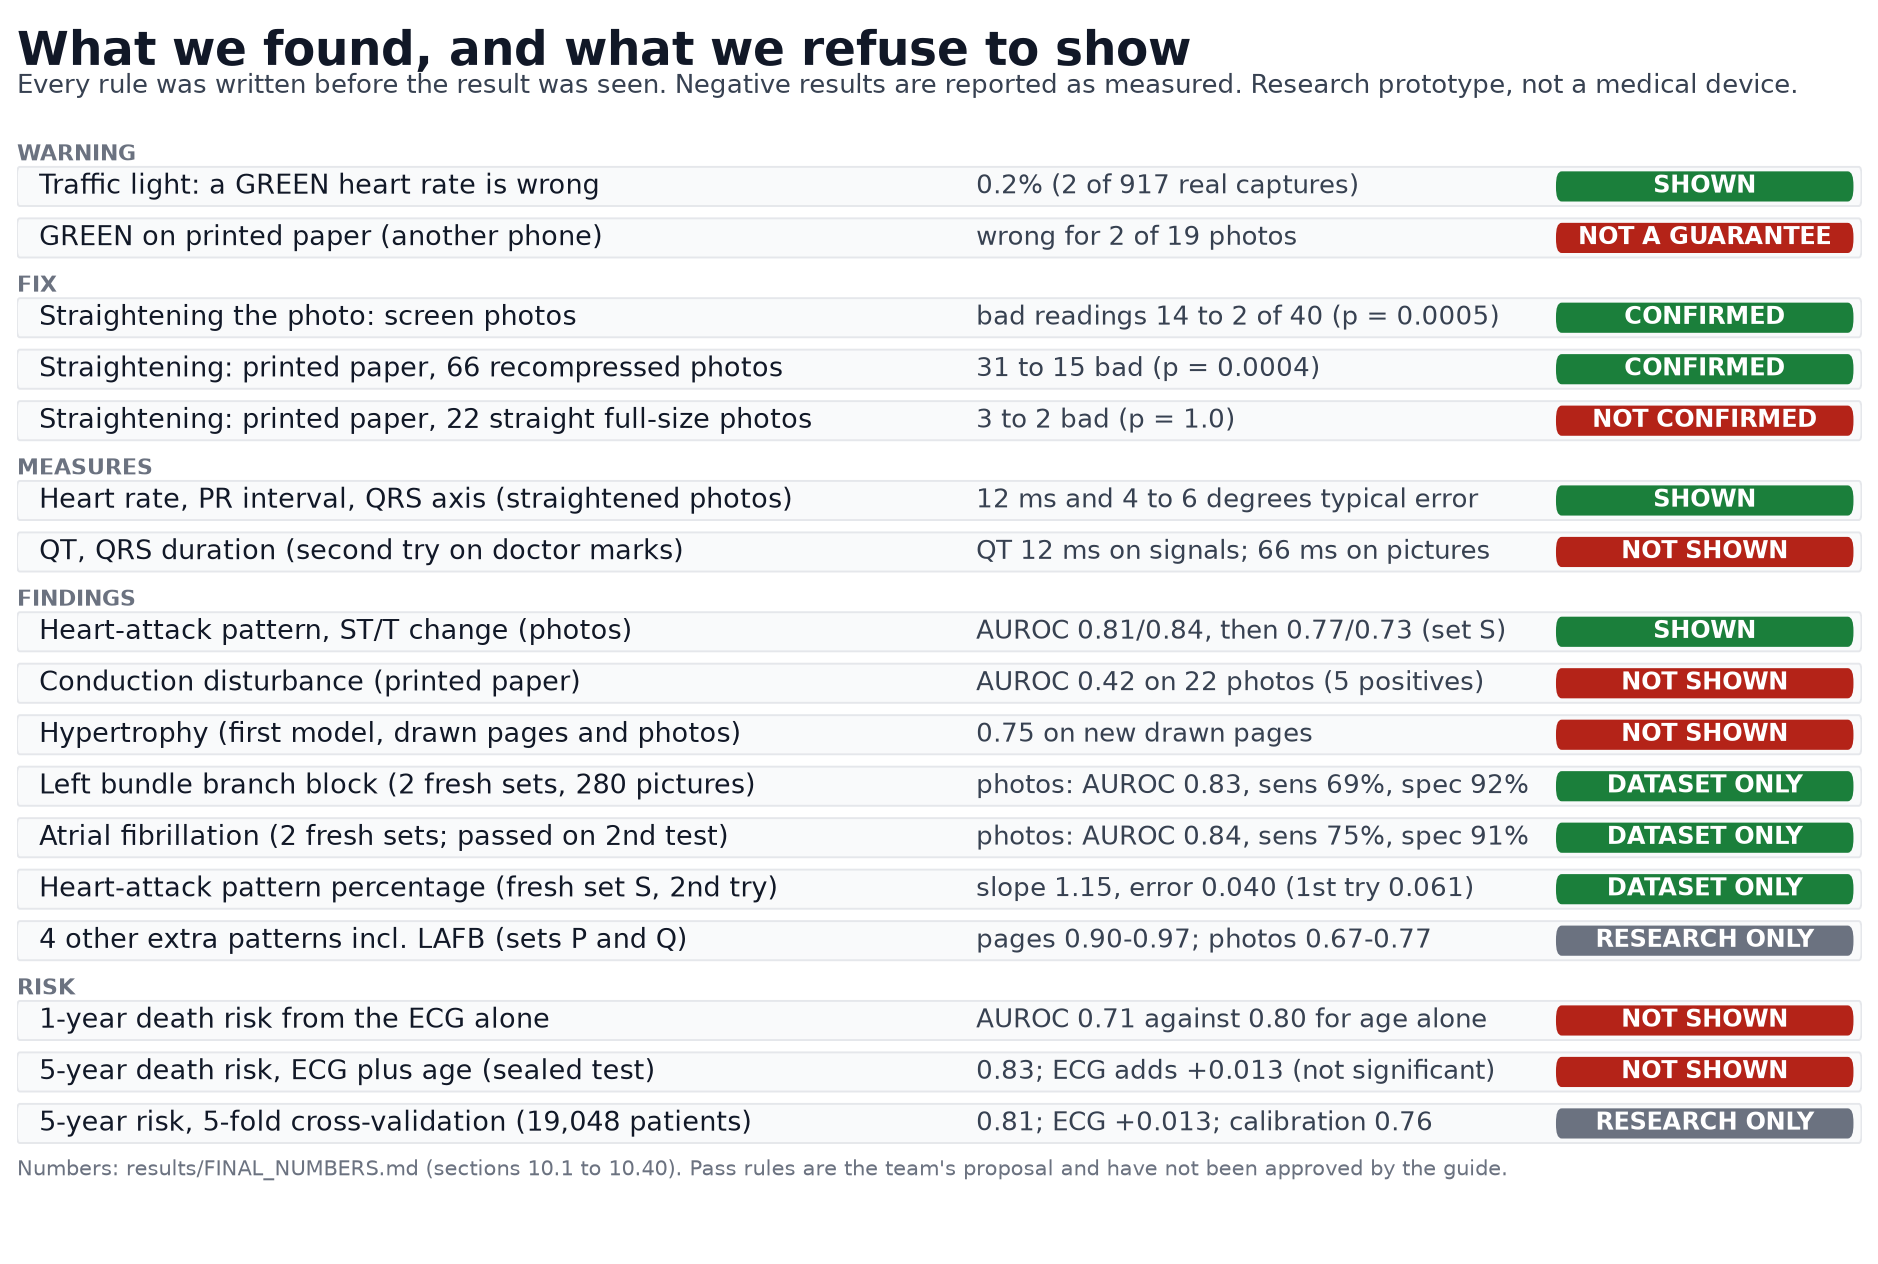 What we found, and what we refuse to show
Every rule was written before the result was seen. Negative results are reported as measured. Research prototype, not a medical device.
WARNING
Traffic light: a GREEN heart rate is wrong 0.2% (2 of 917 real captures) SHOWN
GREEN on printed paper (another phone) wrong for 2 of 19 photos NOT A GUARANTEE
FIX
Straightening the photo: screen photos bad readings 14 to 2 of 40 (p = 0.0005) CONFIRMED
Straightening: printed paper, 66 recompressed photos 31 to 15 bad (p = 0.0004) CONFIRMED
Straightening: printed paper, 22 straight full-size photos 3 to 2 bad (p = 1.0) NOT CONFIRMED
MEASURES
Heart rate, PR interval, QRS axis (straightened photos) 12 ms and 4 to 6 degrees typical error SHOWN
QT, QRS duration (second try on doctor marks) QT 12 ms on signals; 66 ms on pictures NOT SHOWN
FINDINGS
Heart-attack pattern, ST/T change (photos) AUROC 0.81/0.84, then 0.77/0.73 (set S) SHOWN
Conduction disturbance (printed paper) AUROC 0.42 on 22 photos (5 positives) NOT SHOWN
Hypertrophy (first model, drawn pages and photos) 0.75 on new drawn pages NOT SHOWN
Left bundle branch block (2 fresh sets, 280 pictures) photos: AUROC 0.83, sens 69%, spec 92% DATASET ONLY
Atrial fibrillation (2 fresh sets; passed on 2nd test) photos: AUROC 0.84, sens 75%, spec 91% DATASET ONLY
Heart-attack pattern percentage (fresh set S, 2nd try) slope 1.15, error 0.040 (1st try 0.061) DATASET ONLY
4 other extra patterns incl. LAFB (sets P and Q) pages 0.90-0.97; photos 0.67-0.77 RESEARCH ONLY
RISK
1-year death risk from the ECG alone AUROC 0.71 against 0.80 for age alone NOT SHOWN
5-year death risk, ECG plus age (sealed test) 0.83; ECG adds +0.013 (not significant) NOT SHOWN
5-year risk, 5-fold cross-validation (19,048 patients) 0.81; ECG +0.013; calibration 0.76 RESEARCH ONLY
Numbers: results/FINAL_NUMBERS.md (sections 10.1 to 10.40). Pass rules are the team's proposal and have not been approved by the guide.